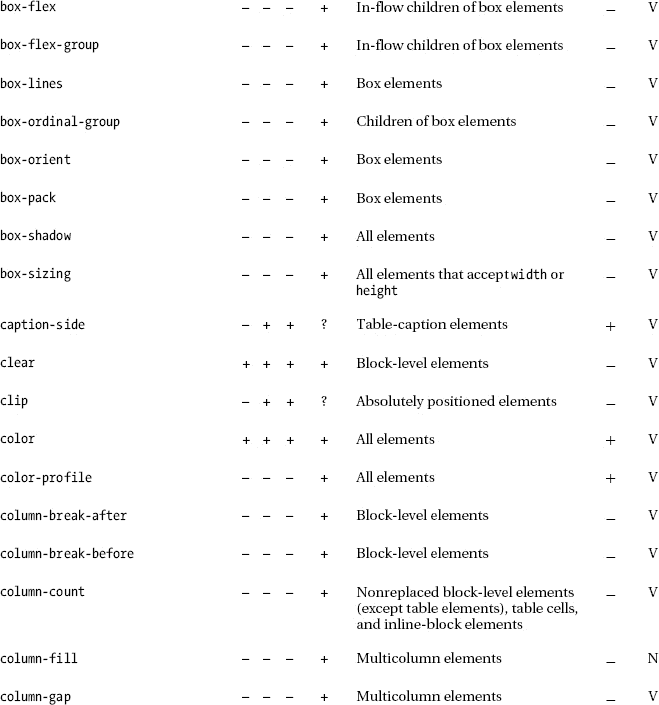 box-flex – – – + In-flow children of box elements – V
box-flex-group – – – + In-flow children of box elements – V
box-lines – – – + Box elements – V
box-ordinal-group – – – + Children of box elements – V
box-orient – – – + Box elements – V
box-pack – – – + Box elements – V
box-shadow – – – + All elements – V
box-sizing – – – + All elements that accept width or – V
height
caption-side – + + ? Table-caption elements + V
clear + + + + Block-level elements – V
clip – + + ? Absolutely positioned elements – V
color + + + + All elements + V
color-profile – – – + All elements + V
column-break-after – – – + Block-level elements – V
column-break-before – – – + Block-level elements – V
column-count – – – + Nonreplaced block-level elements – V
(except table elements), table cells,
and inline-block elements
column-fill – – – + Multicolumn elements – N
column-gap – – – + Multicolumn elements – V